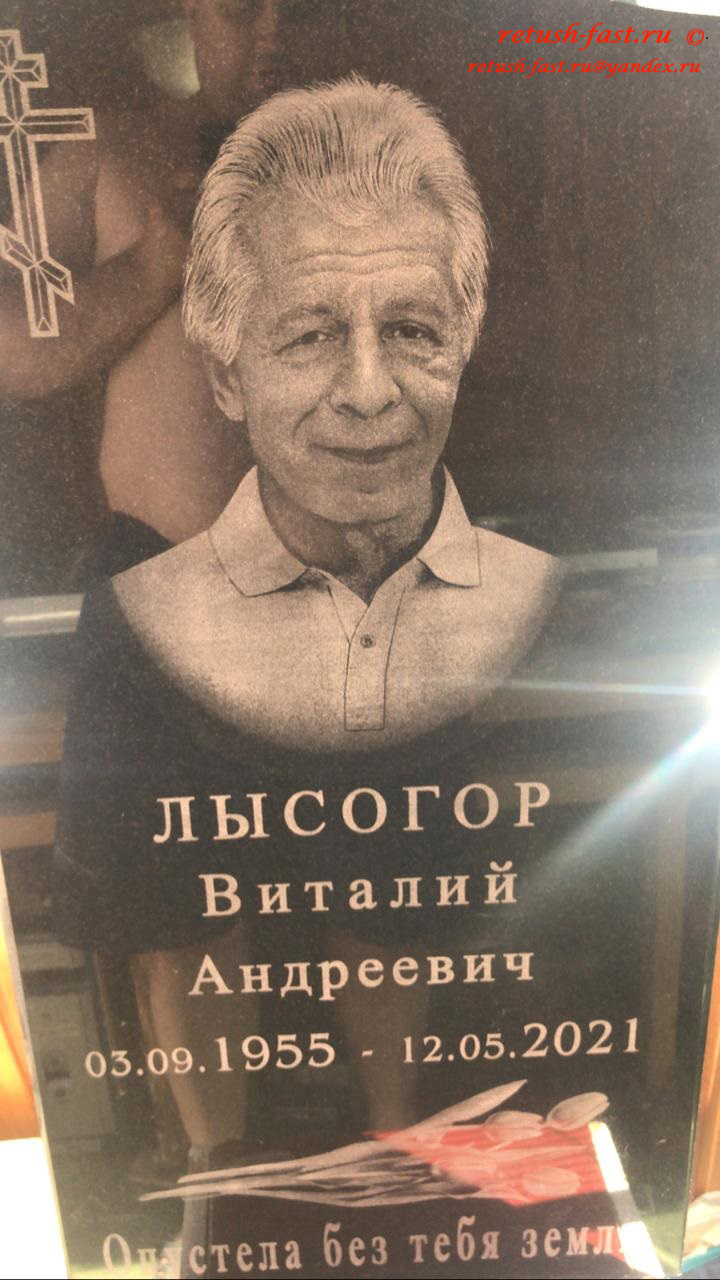 retush-fast.ru ©
retush-fast.ru@yandex.ru
ЛЫСОГОР
Виталий
Андреевич
03.09.1955 - 12.05.2021
Опустела без тебя